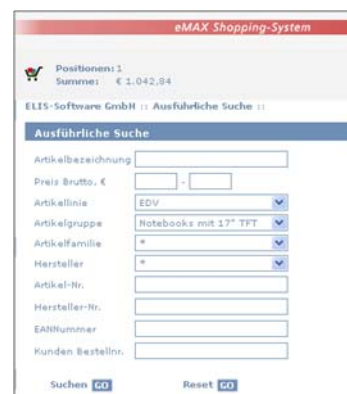 eMAX Shopping-System
Positionen: 1
Summe: € 1.042,84
ELIS-Software GmbH :: Ausführliche Suche ::
Ausführliche Suche
Artikelbezeichnung
Preis Brutto, € -
Artikellinie EDV
Artikelgruppe Notebooks mit 17" TFT
Artikelfamilie *
Hersteller *
Artikel-Nr.
Hersteller-Nr.
EANNummer
Kunden Bestellnr.
Suchen GO Reset GO